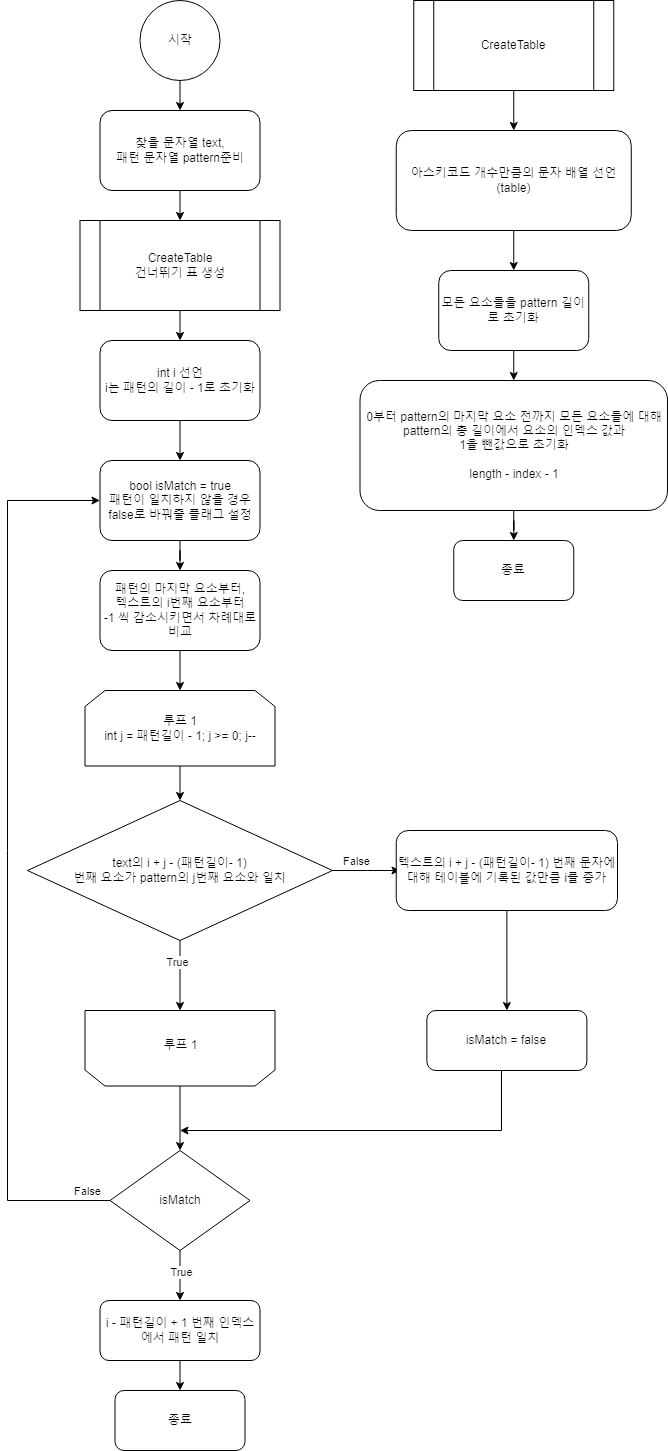 시작
찾을 문자열 text,
패턴 문자열 pattern준비
CreateTable
건너뛰기 표 생성
int i 선언
i는 패턴의 길이 - 1로 초기화
bool isMatch = true
패턴이 일치하지 않을 경우
false로 바꿔줄 플래그 설정
패턴의 마지막 요소부터,
텍스트의 i번째 요소부터
-1 씩 감소시키면서 차례대로
비교
루프 1
int j = 패턴길이 - 1; j >= 0; j--
text의 i + j - (패턴길이- 1)
번째 요소가 pattern의 j번째 요소와 일치
False
텍스트의 i + j - (패턴길이- 1) 번째 문자에
대해 테이블에 기록된 값만큼 i를 증가
True
루프 1
isMatch = false
isMatch
False
True
i - 패턴길이 + 1 번째 인덱스
에서 패턴 일치
종료
CreateTable
아스키코드 개수만큼의 문자 배열 선언
(table)
모든 요소들을 pattern 길이
로 초기화
0부터 pattern의 마지막 요소 전까지 모든 요소들에 대해
pattern의 총 길이에서 요소의 인덱스 값과
1을 뺀값으로 초기화
length - index - 1
종료